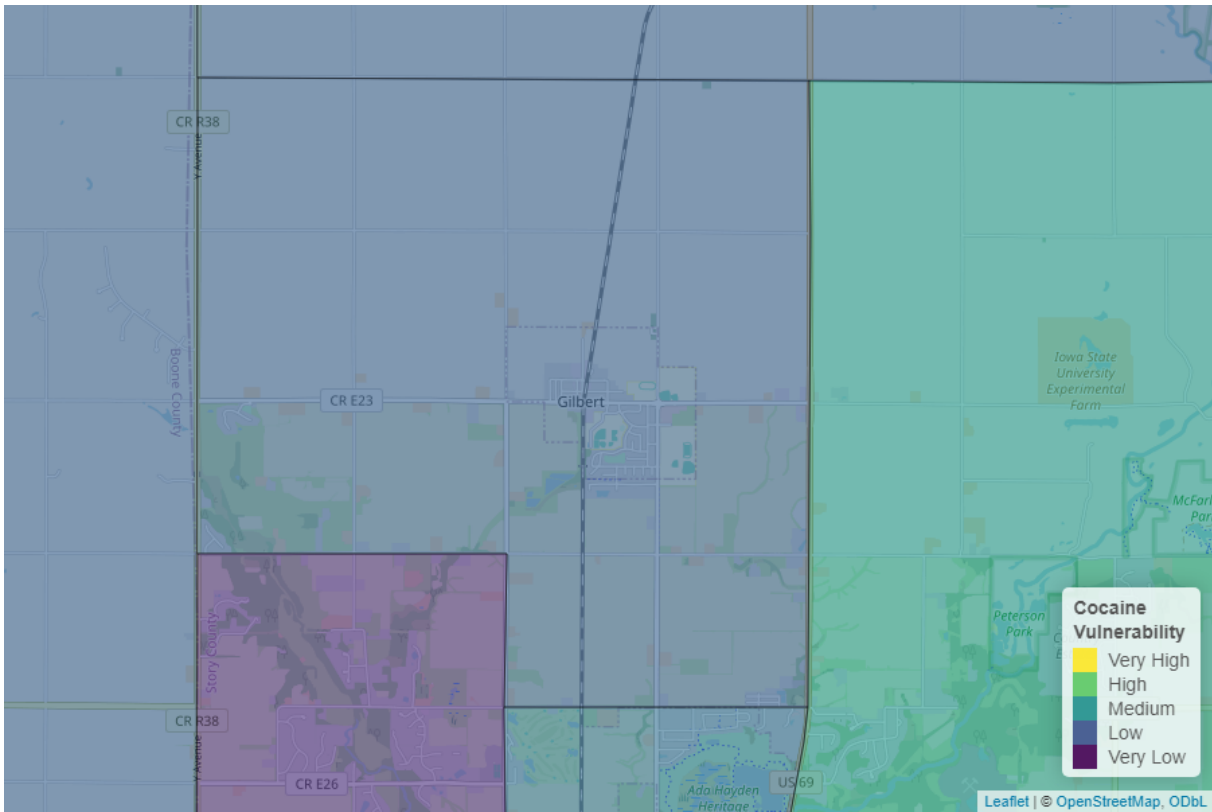 CR R38
Y Avenue
Boone County
CR E23
Gilbert
Iowa State
University
Experimental
Farm
Peterson
Park
Story County
CR R38
Y Avenue
CR E26
Ada Hayden
Heritage
US 69
Cocaine
Vulnerability
Very High
High
Medium
Low
Very Low
Leaflet | © OpenStreetMap, ODbL